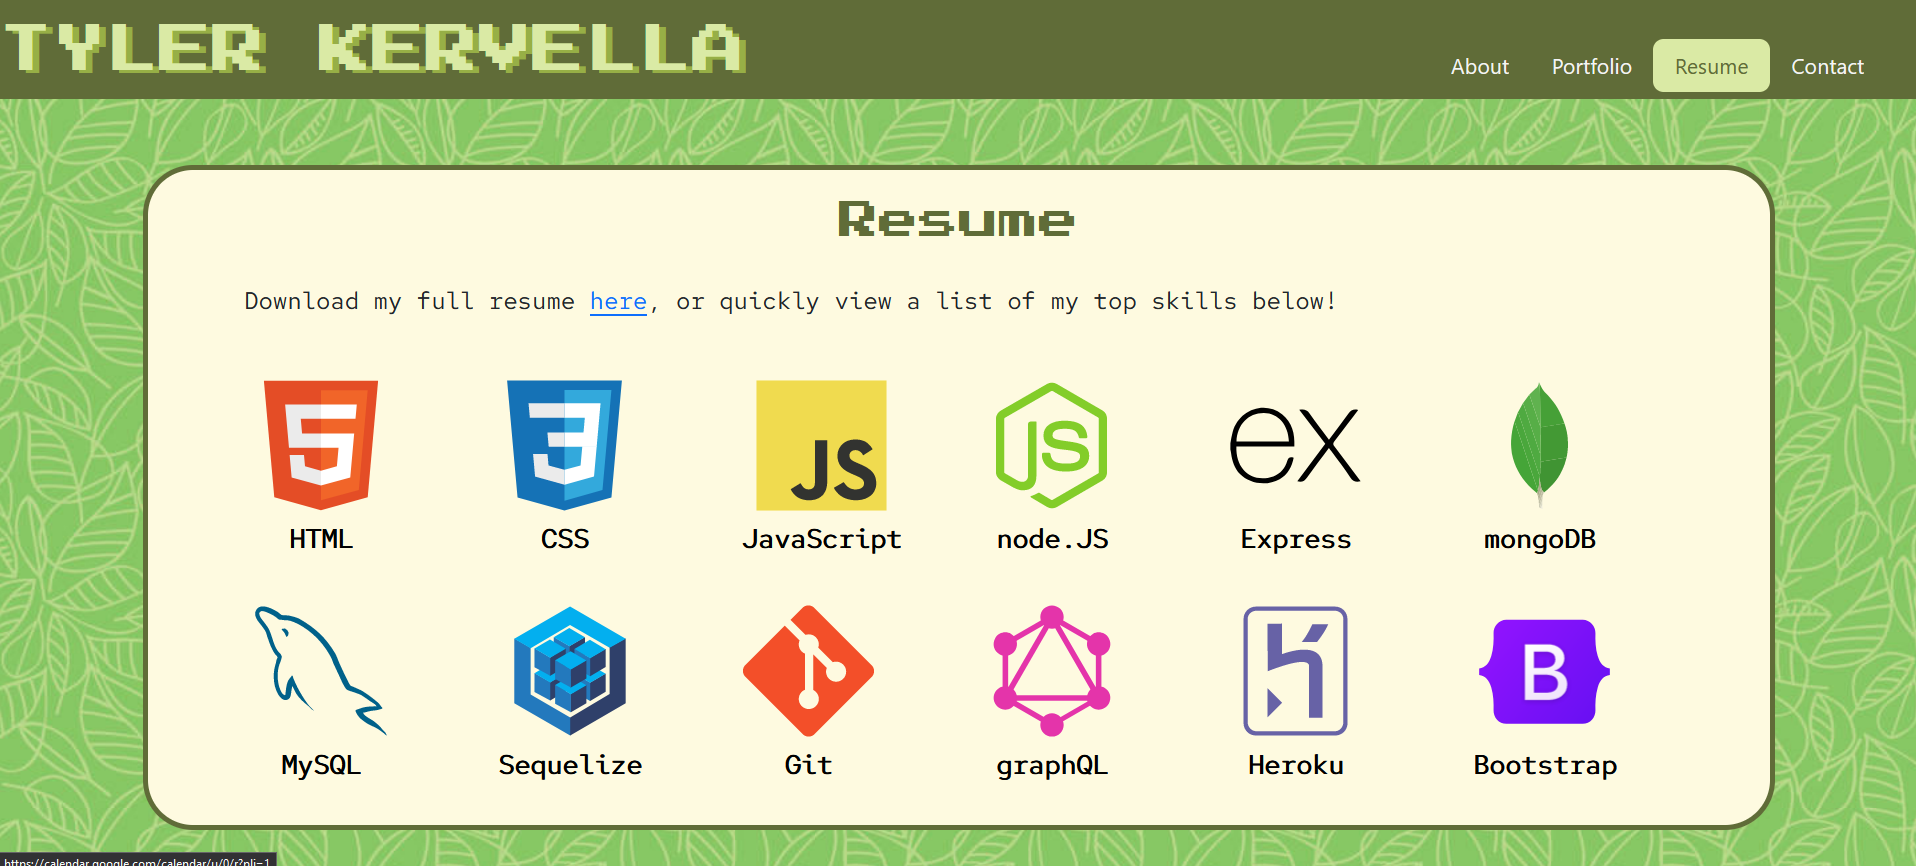 TYLER KERVELLA
About Portfolio Resume Contact
Resume
Download my full resume here, or quickly view a list of my top skills below!
5 3 JS JS ex
HTML CSS JavaScript node.JS Express mongoDB
B
MySQL Sequelize Git graphQL Heroku Bootstrap
https://calendar.google.com/calendar/u/0/r?pli=1